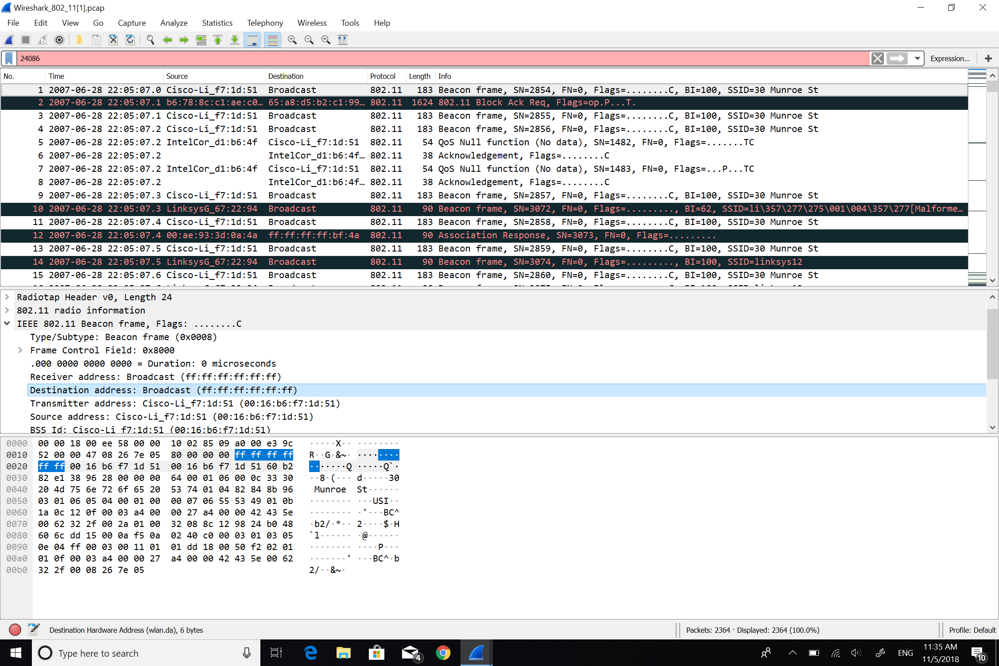 Wireshark_802_11[1].pcap
File Edit View Go Capture Analyze Statistics Telephony Wireless Tools Help
24086 Expression... +
No. Time Source Destination Protocol Length Info
1 2007-06-28 22:05:07.0 Cisco-Li_f7:1d:51 Broadcast 802.11 183 Beacon frame, SN=2854, FN=0, Flags=........C, BI=100, SSID=30 Munroe St
2 2007-06-28 22:05:07.1 b6:78:8c:c1:ae:c0… 65:a8:d5:b2:c1:99… 802.11 1624 802.11 Block Ack Req, Flags=op.P...T.
3 2007-06-28 22:05:07.1 Cisco-Li_f7:1d:51 Broadcast 802.11 183 Beacon frame, SN=2855, FN=0, Flags=........C, BI=100, SSID=30 Munroe St
4 2007-06-28 22:05:07.2 Cisco-Li_f7:1d:51 Broadcast 802.11 183 Beacon frame, SN=2856, FN=0, Flags=........C, BI=100, SSID=30 Munroe St
5 2007-06-28 22:05:07.2 IntelCor_d1:b6:4f Cisco-Li_f7:1d:51 802.11 54 QoS Null function (No data), SN=1482, FN=0, Flags=.......TC
6 2007-06-28 22:05:07.2 IntelCor_d1:b6:4f… 802.11 38 Acknowledgement, Flags=........C
7 2007-06-28 22:05:07.2 IntelCor_d1:b6:4f Cisco-Li_f7:1d:51 802.11 54 QoS Null function (No data), SN=1483, FN=0, Flags=...P...TC
8 2007-06-28 22:05:07.2 IntelCor_d1:b6:4f… 802.11 38 Acknowledgement, Flags=........C
9 2007-06-28 22:05:07.3 Cisco-Li_f7:1d:51 Broadcast 802.11 183 Beacon frame, SN=2857, FN=0, Flags=........C, BI=100, SSID=30 Munroe St
10 2007-06-28 22:05:07.3 LinksysG_67:22:94 Broadcast 802.11 90 Beacon frame, SN=3072, FN=0, Flags=........., BI=62, SSID=li\357\277\275\001\004\357\277[Malforme…
11 2007-06-28 22:05:07.4 Cisco-Li_f7:1d:51 Broadcast 802.11 183 Beacon frame, SN=2858, FN=0, Flags=........C, BI=100, SSID=30 Munroe St
12 2007-06-28 22:05:07.4 00:ae:93:3d:0a:4a ff:ff:ff:ff:bf:4a 802.11 90 Association Response, SN=3073, FN=0, Flags=.........
13 2007-06-28 22:05:07.5 Cisco-Li_f7:1d:51 Broadcast 802.11 183 Beacon frame, SN=2859, FN=0, Flags=........C, BI=100, SSID=30 Munroe St
14 2007-06-28 22:05:07.5 LinksysG_67:22:94 Broadcast 802.11 90 Beacon frame, SN=3074, FN=0, Flags=........., BI=100, SSID=linksys12
15 2007-06-28 22:05:07.6 Cisco-Li_f7:1d:51 Broadcast 802.11 183 Beacon frame, SN=2860, FN=0, Flags=........C, BI=100, SSID=30 Munroe St
Radiotap Header v0, Length 24
802.11 radio information
IEEE 802.11 Beacon frame, Flags: ........C
Type/Subtype: Beacon frame (0x0008)
Frame Control Field: 0x8000
.000 0000 0000 0000 = Duration: 0 microseconds
Receiver address: Broadcast (ff:ff:ff:ff:ff:ff)
Destination address: Broadcast (ff:ff:ff:ff:ff:ff)
Transmitter address: Cisco-Li_f7:1d:51 (00:16:b6:f7:1d:51)
Source address: Cisco-Li_f7:1d:51 (00:16:b6:f7:1d:51)
BSS Id: Cisco-Li_f7:1d:51 (00:16:b6:f7:1d:51)
0000 00 00 18 00 ee 58 00 00 10 02 85 09 a0 00 e3 9c ·····X·· ········
0010 52 00 00 47 08 26 7e 05 80 00 00 00 ff ff ff ff R··G·&~· ········
0020 ff ff 00 16 b6 f7 1d 51 00 16 b6 f7 1d 51 60 b2 ·······Q ·····Q`·
0030 82 e1 38 96 28 00 00 00 64 00 01 06 00 0c 33 30 ··8·(··· d·····30
0040 20 4d 75 6e 72 6f 65 20 53 74 01 04 82 84 8b 96 Munroe St······
0050 03 01 06 05 04 00 01 00 00 07 06 55 53 49 01 0b ········ ···USI··
0060 1a 0c 12 0f 00 03 a4 00 00 27 a4 00 00 42 43 5e ········ ·'···BC^
0070 00 62 32 2f 00 2a 01 00 32 08 8c 12 98 24 b0 48 ·b2/·*·· 2····$·H
0080 60 6c dd 15 00 0a f5 0a 02 40 c0 00 03 01 03 05 `l······ ·@······
0090 0e 04 ff 00 03 00 11 01 01 dd 18 00 50 f2 02 01 ········ ····P···
00a0 01 0f 00 03 a4 00 00 27 a4 00 00 42 43 5e 00 62 ·······' ···BC^·b
00b0 32 2f 00 08 26 7e 05 2/··&~·
Destination Hardware Address (wlan.da), 6 bytes Packets: 2364 · Displayed: 2364 (100.0%) Profile: Default
Type here to search 4 ENG 11:35 AM 10
11/5/2018